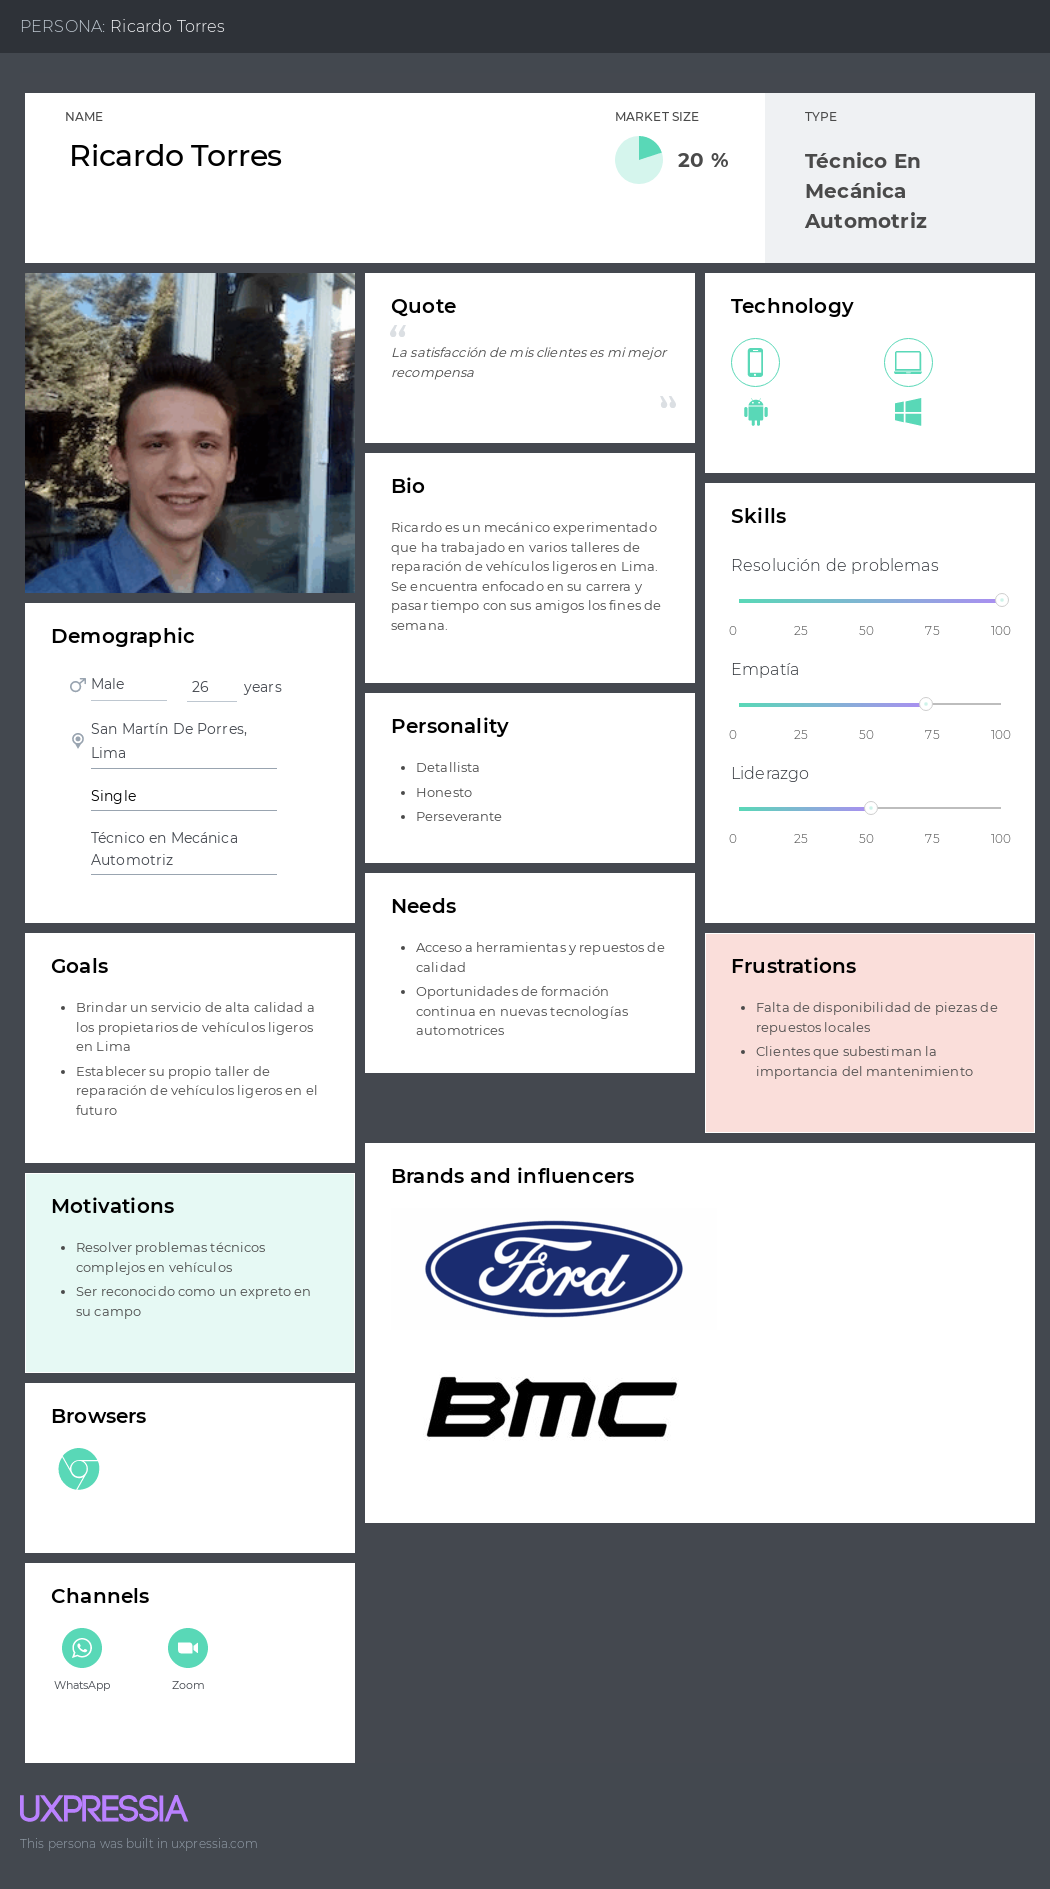 PERSONA: Ricardo Torres
NAME
Ricardo Torres
MARKET SIZE
20 %
TYPE
Técnico En
Mecánica
Automotriz
Quote
“
La satisfacción de mis clientes es mi mejor
recompensa
”
Technology
Bio
Ricardo es un mecánico experimentado
que ha trabajado en varios talleres de
reparación de vehículos ligeros en Lima.
Se encuentra enfocado en su carrera y
pasar tiempo con sus amigos los fines de
semana.
Skills
Resolución de problemas
0 25 50 75 100
Empatía
0 25 50 75 100
Liderazgo
0 25 50 75 100
Demographic
Male 26 years
San Martín De Porres,
Lima
Single
Técnico en Mecánica
Automotriz
Personality
• Detallista
• Honesto
• Perseverante
Needs
• Acceso a herramientas y repuestos de
calidad
• Oportunidades de formación
continua en nuevas tecnologías
automotrices
Goals
• Brindar un servicio de alta calidad a
los propietarios de vehículos ligeros
en Lima
• Establecer su propio taller de
reparación de vehículos ligeros en el
futuro
Frustrations
• Falta de disponibilidad de piezas de
repuestos locales
• Clientes que subestiman la
importancia del mantenimiento
Motivations
• Resolver problemas técnicos
complejos en vehículos
• Ser reconocido como un expreto en
su campo
Brands and influencers
Ford
BMC
Browsers
Channels
WhatsApp
Zoom
UXPRESSIA
This persona was built in uxpressia.com